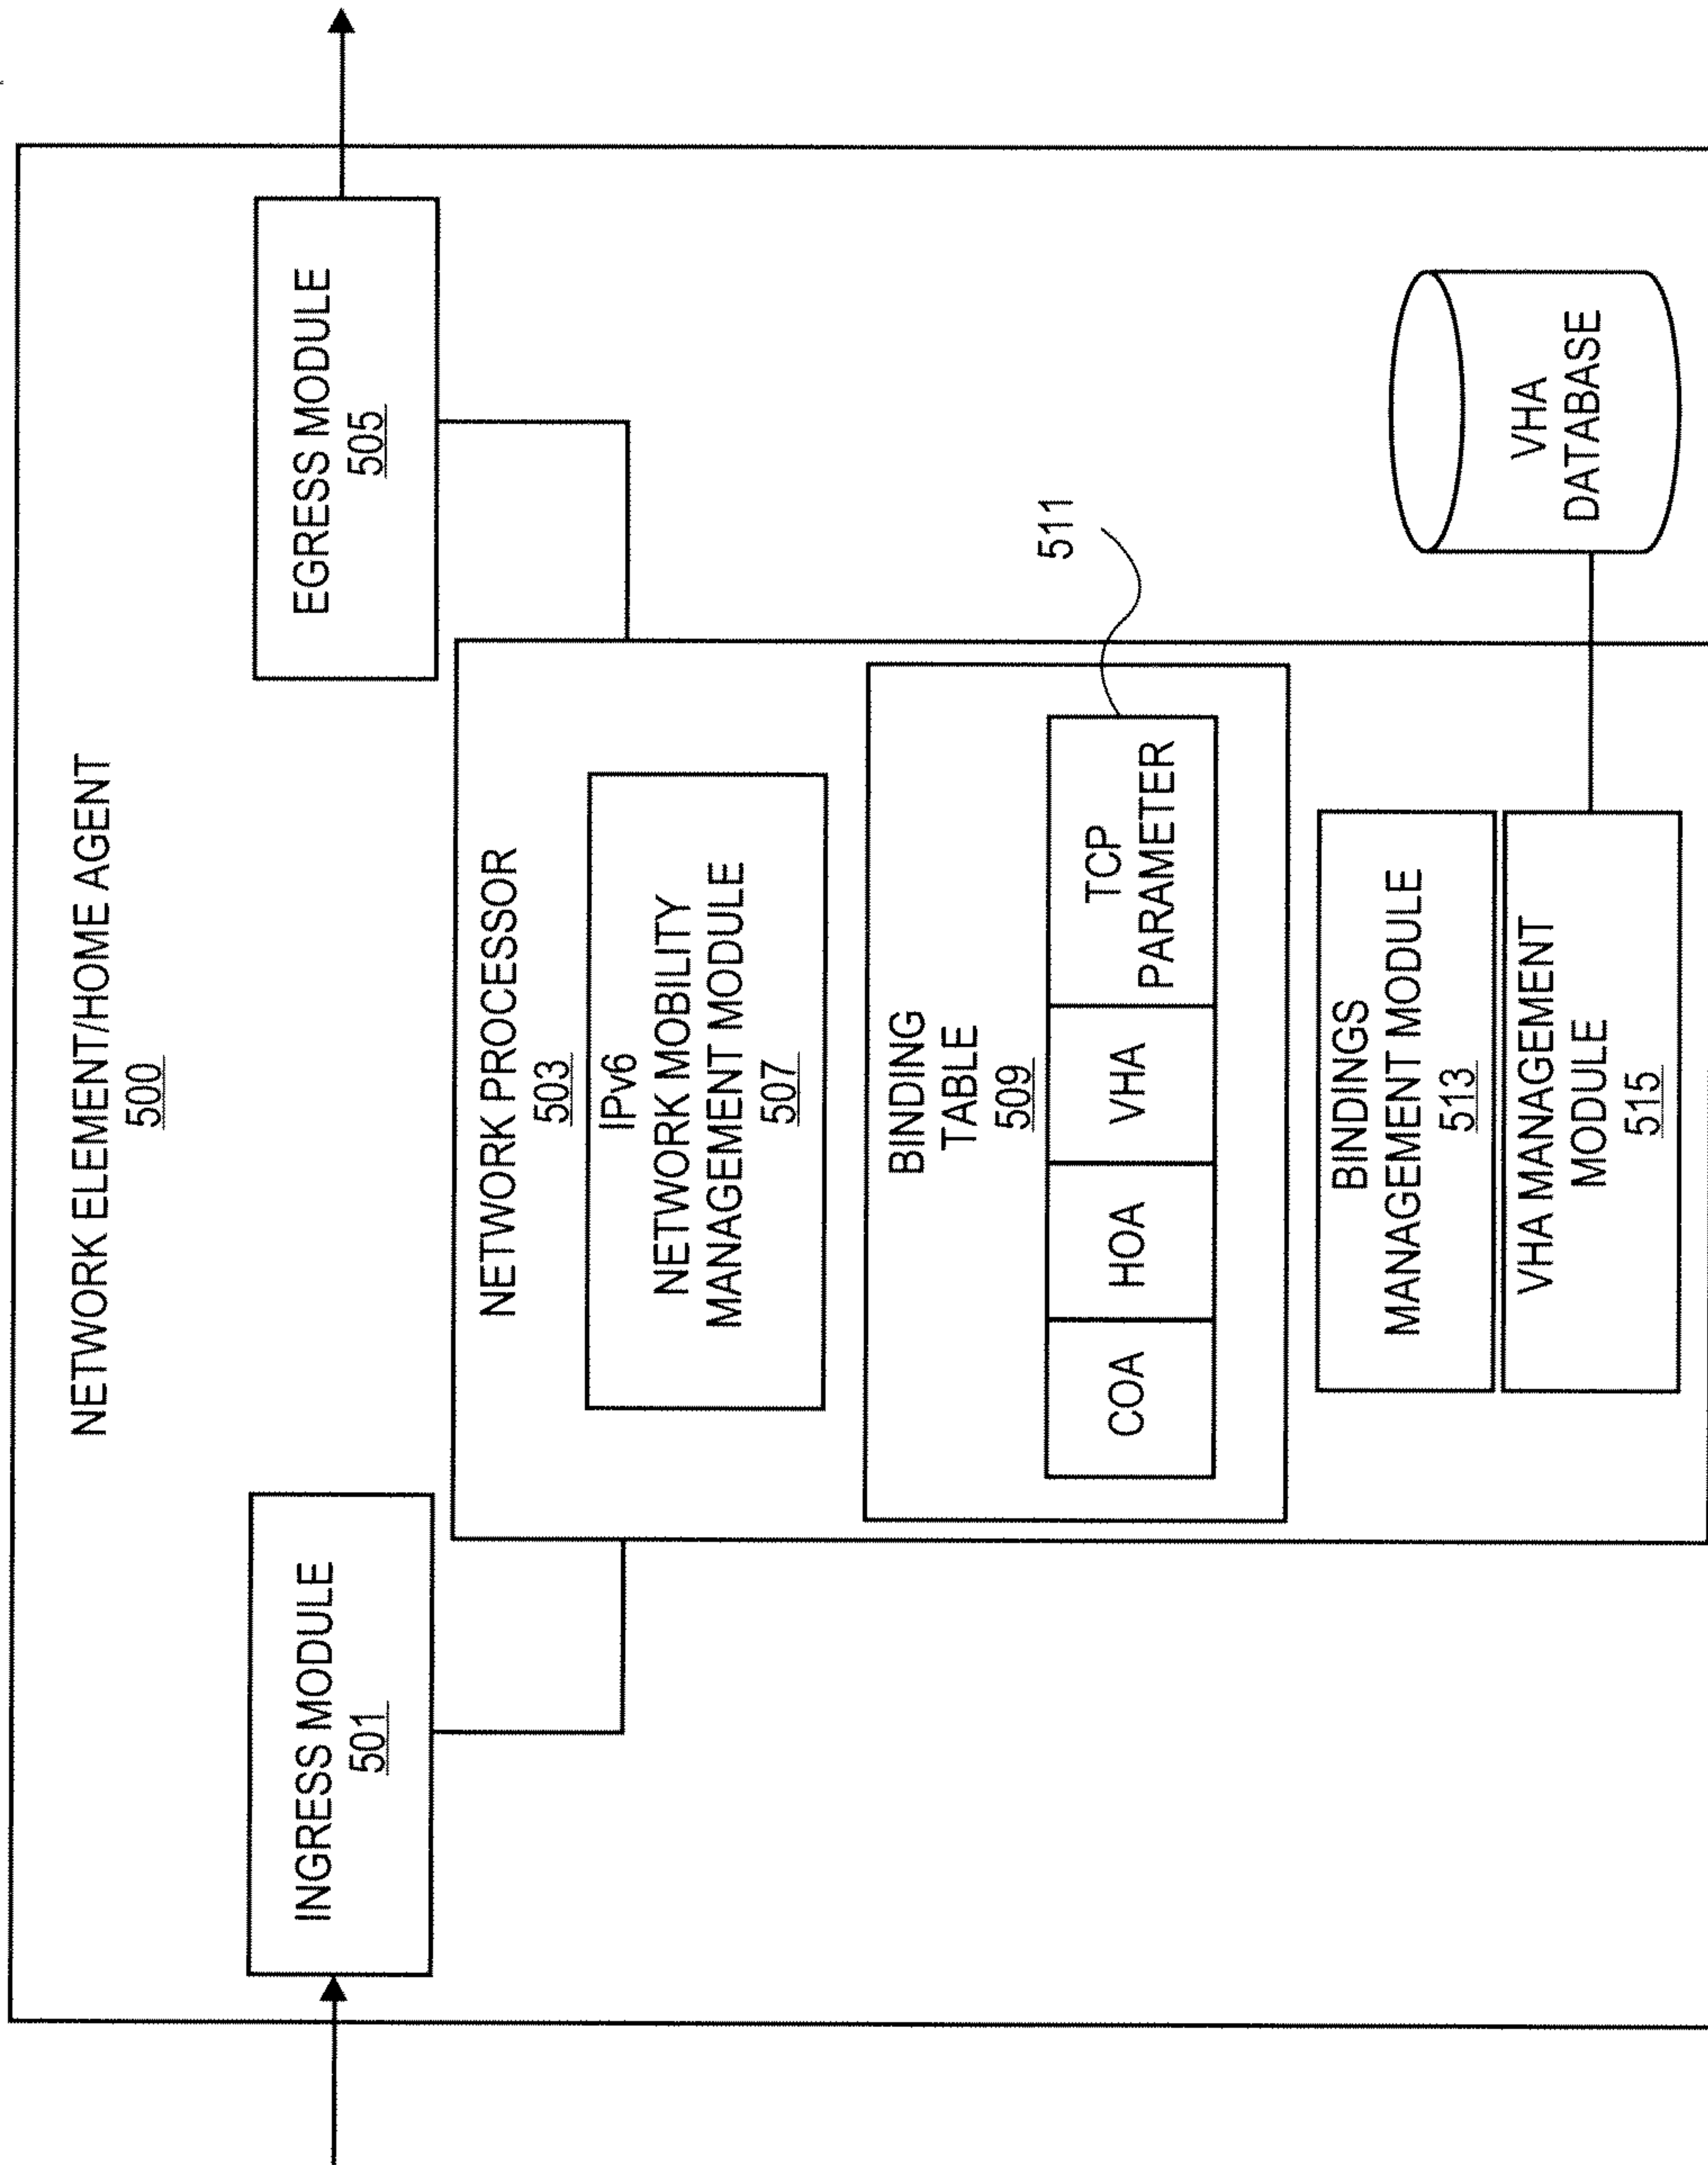 NETWORK ELEMENT/HOME AGENT
500
INGRESS MODULE
501
EGRESS MODULE
505
NETWORK PROCESSOR
503
IPv6
NETWORK MOBILITY
MANAGEMENT MODULE
507
BINDING
TABLE
509
511
COA
HOA
VHA
TCP
PARAMETER
BINDINGS
MANAGEMENT MODULE
513
VHA MANAGEMENT
MODULE
515
VHA
DATABASE